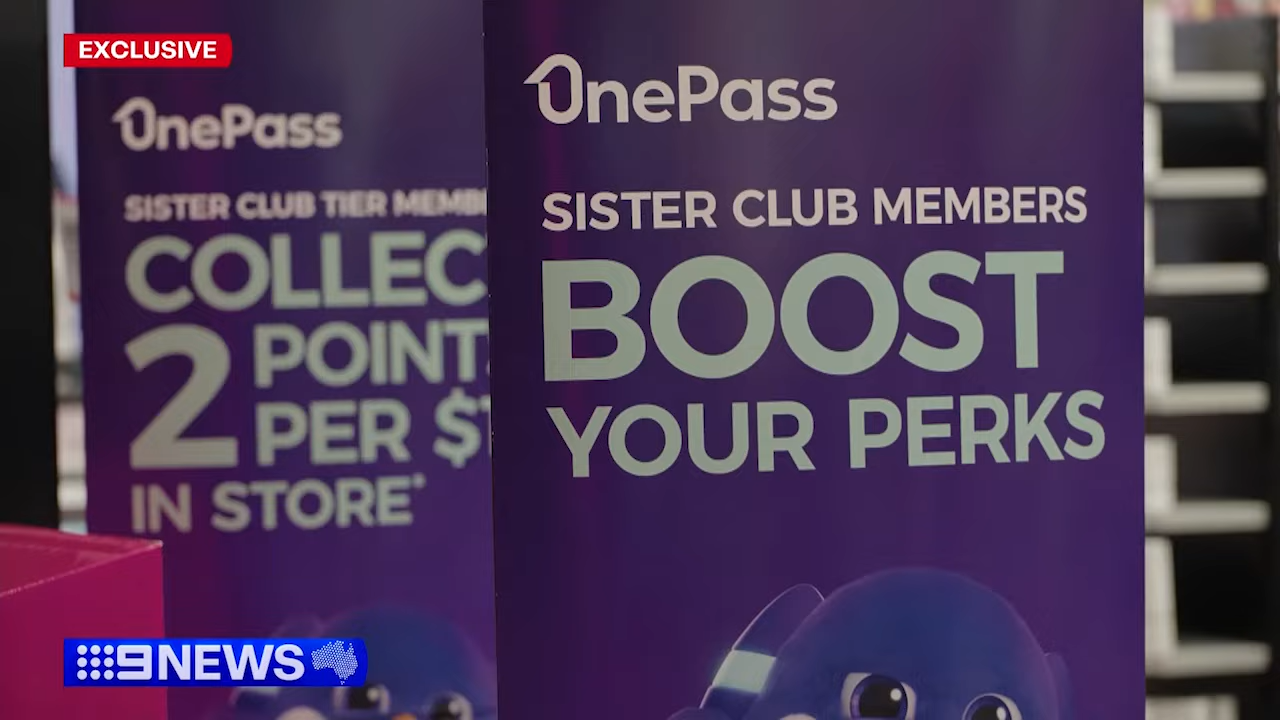 EXCLUSIVE
OnePass
SISTER CLUB TIER
COLLEC
2 POINT
PER $1
IN STORE*
OnePass
SISTER CLUB MEMBERS
BOOST
YOUR PERKS
9NEWS